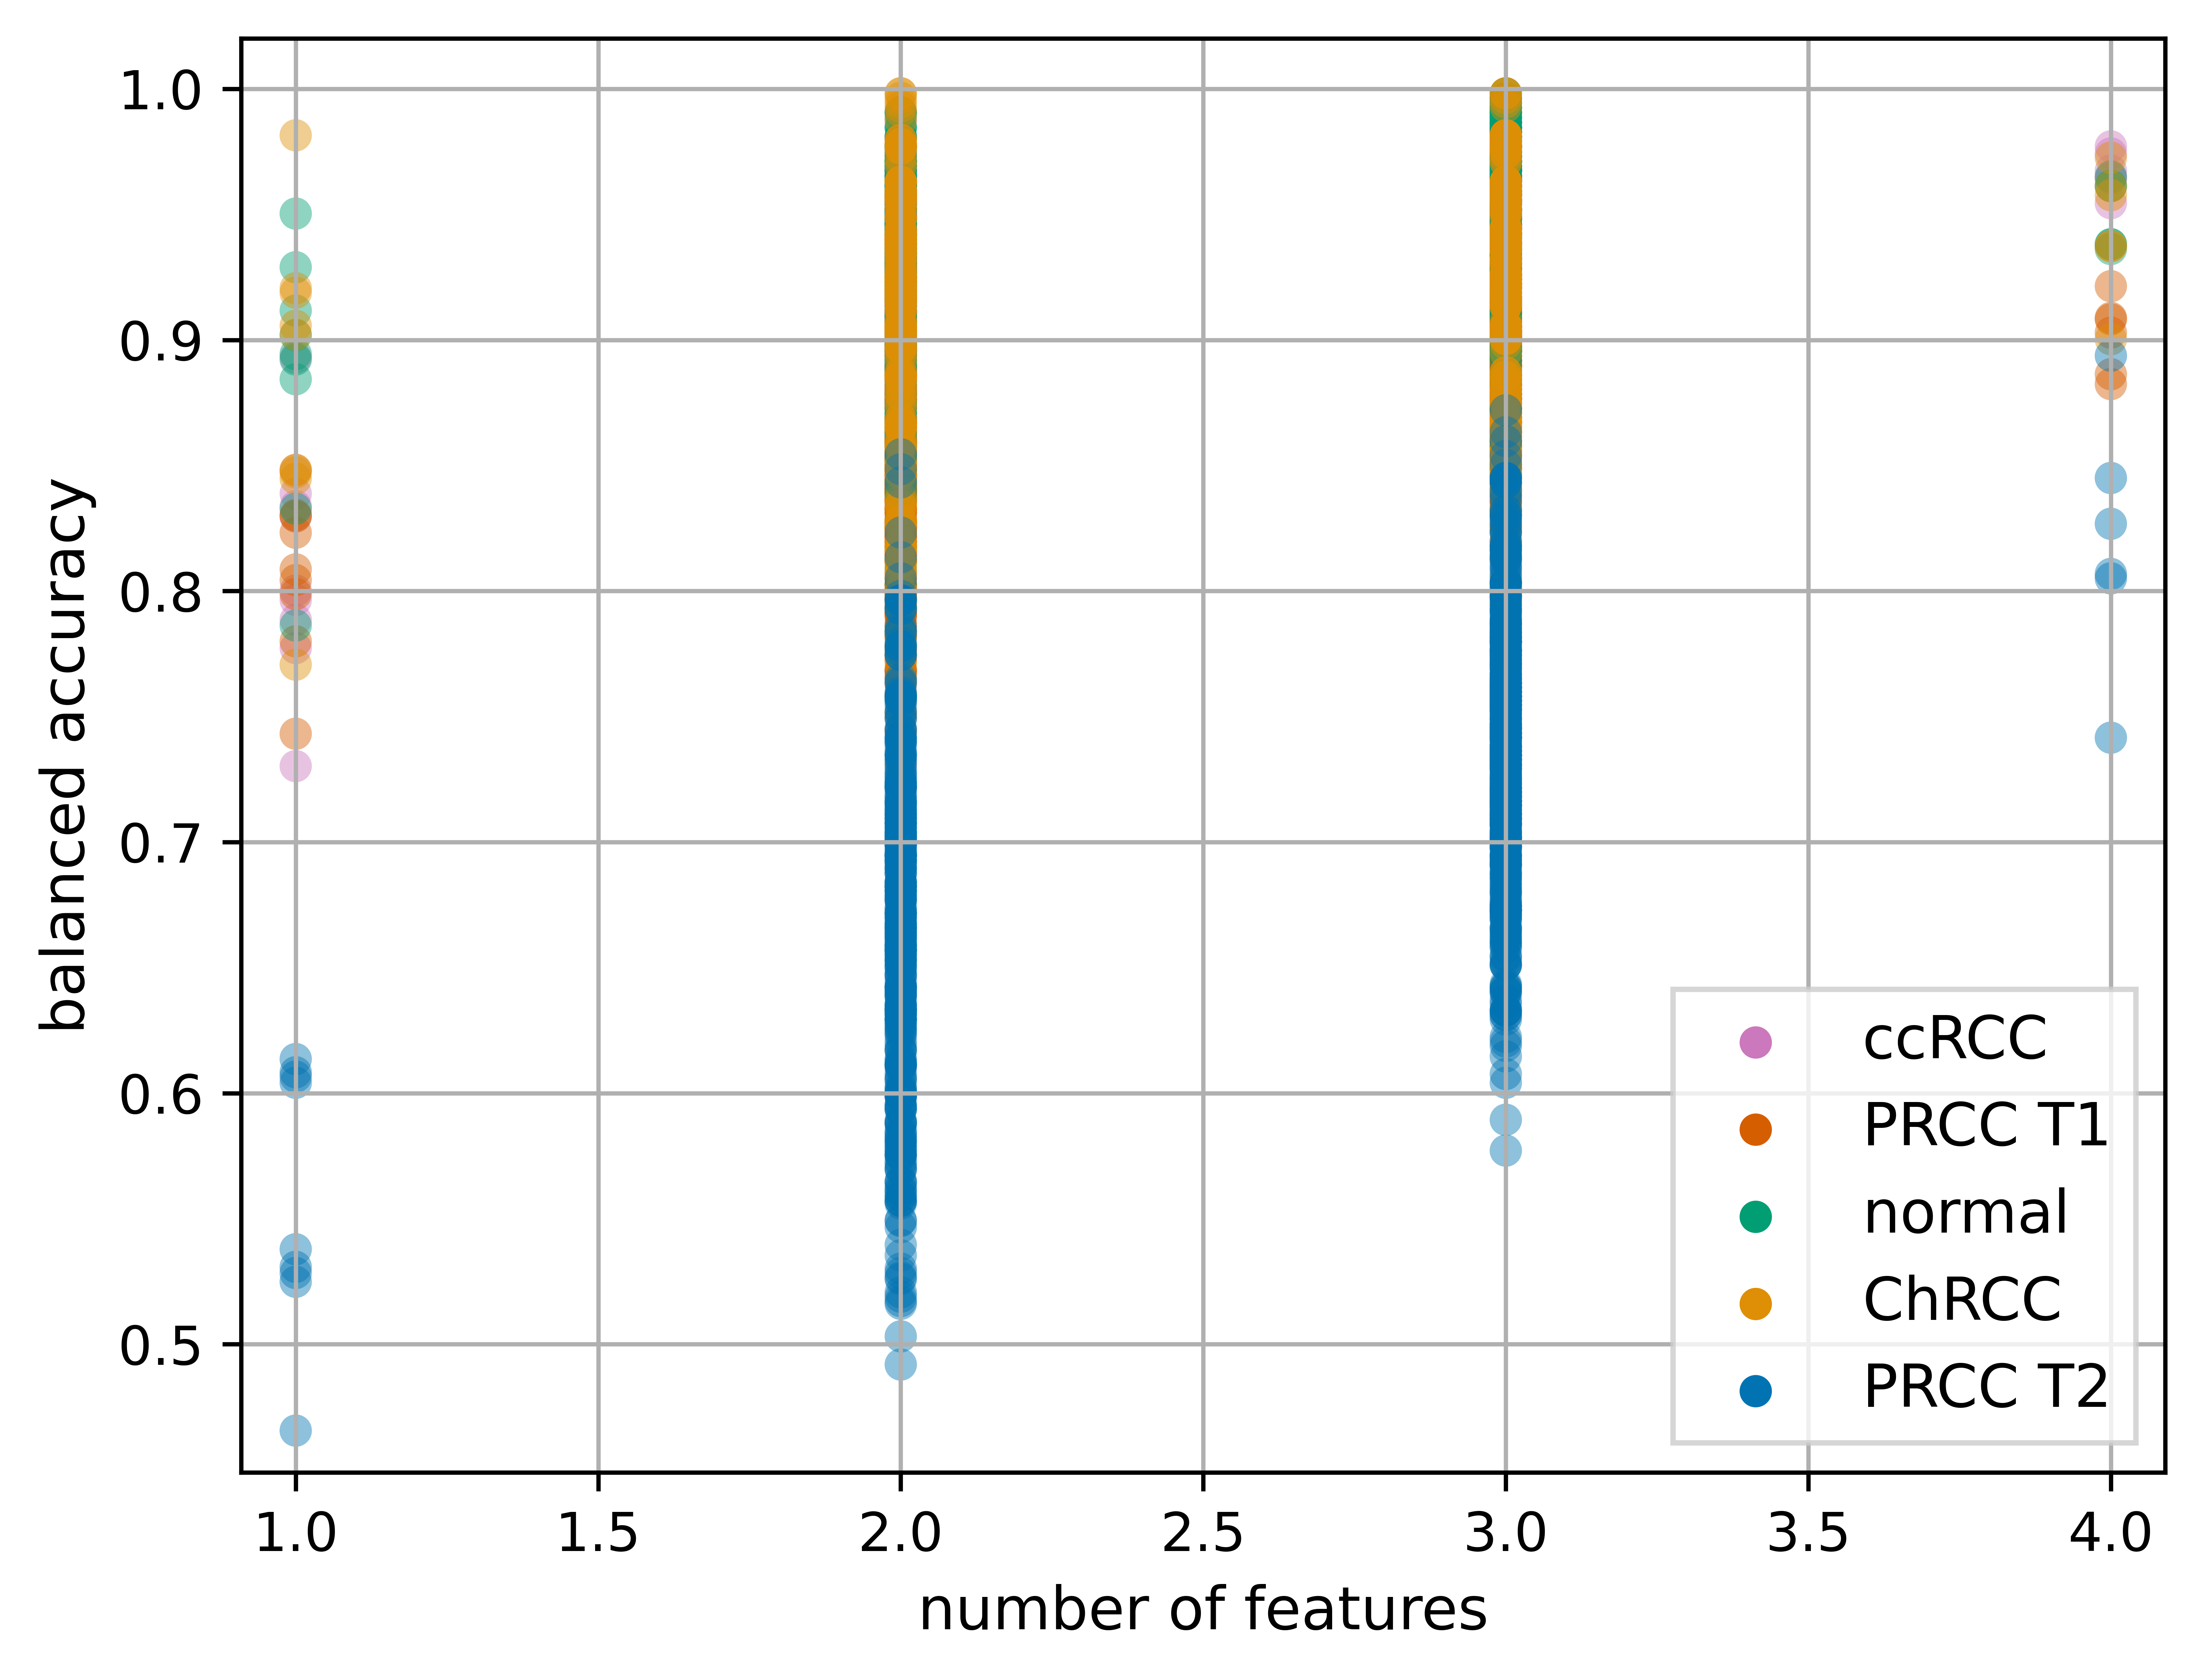 1.0
0.9
0.8
0.7
0.6
0.5
balanced accuracy
ccRCC
PRCC T1
normal
ChRCC
PRCC T2
1.0 1.5 2.0 2.5 3.0 3.5 4.0
number of features